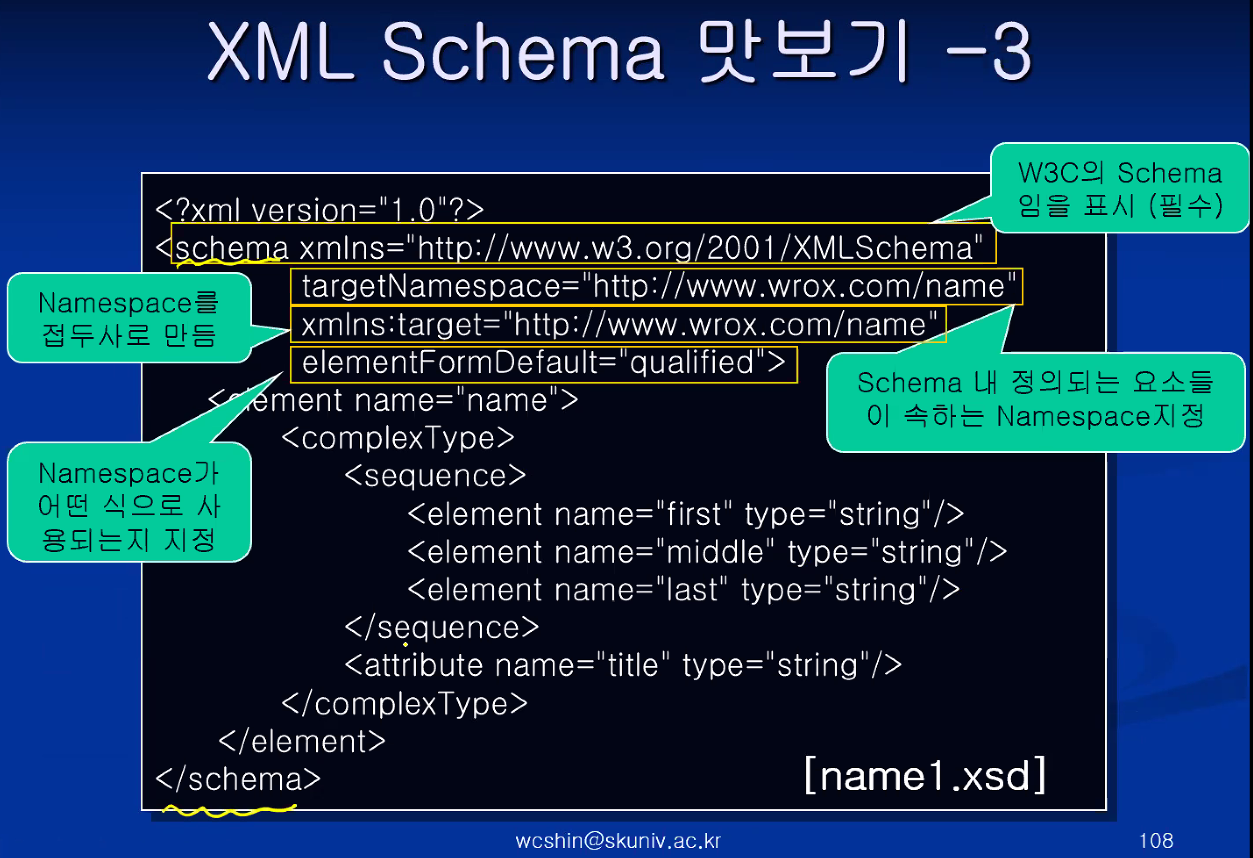 XML Schema 맛보기 -3
W3C의 Schema
임을 표시 (필수)
<?xml version="1.0"?>
<schema xmlns="http://www.w3.org/2001/XMLSchema"
targetNamespace="http://www.wrox.com/name"
xmlns:target="http://www.wrox.com/name"
elementFormDefault="qualified">
<element name="name">
<complexType>
<sequence>
<element name="first" type="string"/>
<element name="middle" type="string"/>
<element name="last" type="string"/>
</sequence>
<attribute name="title" type="string"/>
</complexType>
</element>
</schema>
[name1.xsd]
Namespace를
접두사로 만듬
Schema 내 정의되는 요소들
이 속하는 Namespace지정
Namespace가
어떤 식으로 사
용되는지 지정
wcshin@skuniv.ac.kr
108